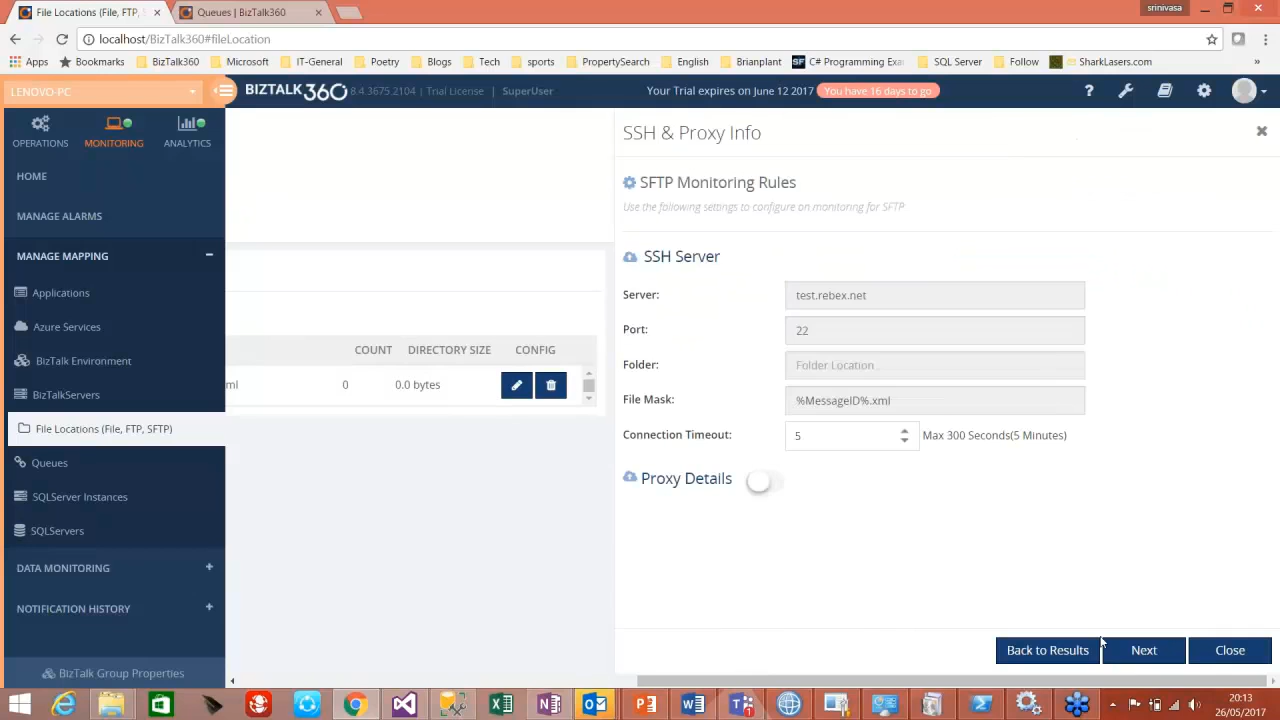 File Locations (File, FTP, S
Queues | BizTalk360
srinivasa
localhost/BizTalk360#fileLocation
Apps
Bookmarks
BizTalk360
Microsoft
IT-General
Poetry
Blogs
Tech
sports
PropertySearch
English
Brianplant
SF C# Programming Exa
SQL Server
Follow
SharkLasers.com
»
LENOVO-PC
BIZTALK360 8.4.3675.2104 | Trial License | SuperUser
Your Trial expires on June 12 2017 You have 16 days to go
?
OPERATIONS
MONITORING
ANALYTICS
HOME
MANAGE ALARMS
MANAGE MAPPING
Applications
Azure Services
BizTalk Environment
BizTalkServers
File Locations (File, FTP, SFTP)
Queues
SQLServer Instances
SQLServers
DATA MONITORING +
NOTIFICATION HISTORY +
BizTalk Group Properties
COUNT DIRECTORY SIZE CONFIG
ml 0 0.0 bytes
SSH & Proxy Info
SFTP Monitoring Rules
Use the following settings to configure on monitoring for SFTP
SSH Server
Server: test.rebex.net
Port: 22
Folder: Folder Location
File Mask: %MessageID%.xml
Connection Timeout: 5 Max 300 Seconds(5 Minutes)
Proxy Details
Back to Results
Next
Close
20:13
26/05/2017